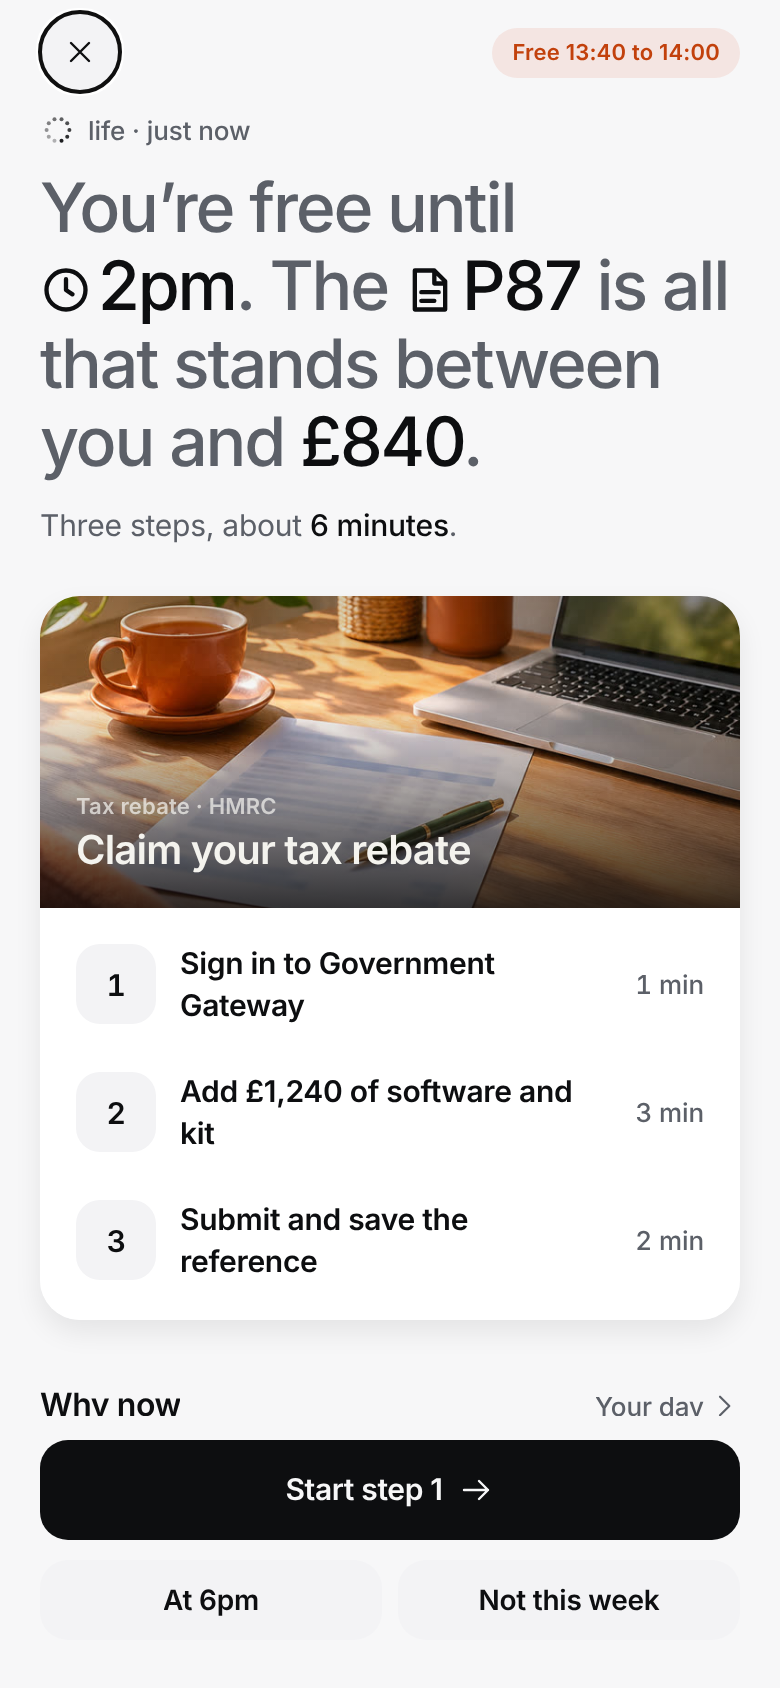 Free 13:40 to 14:00
life · just now
You’re free until
2pm. The P87 is all
that stands between
you and £840.
Three steps, about 6 minutes.
Tax rebate · HMRC
Claim your tax rebate
1 Sign in to Government
Gateway
1 min
2 Add £1,240 of software and
kit
3 min
3 Submit and save the
reference
2 min
Why now
Your day
Start step 1 →
At 6pm
Not this week